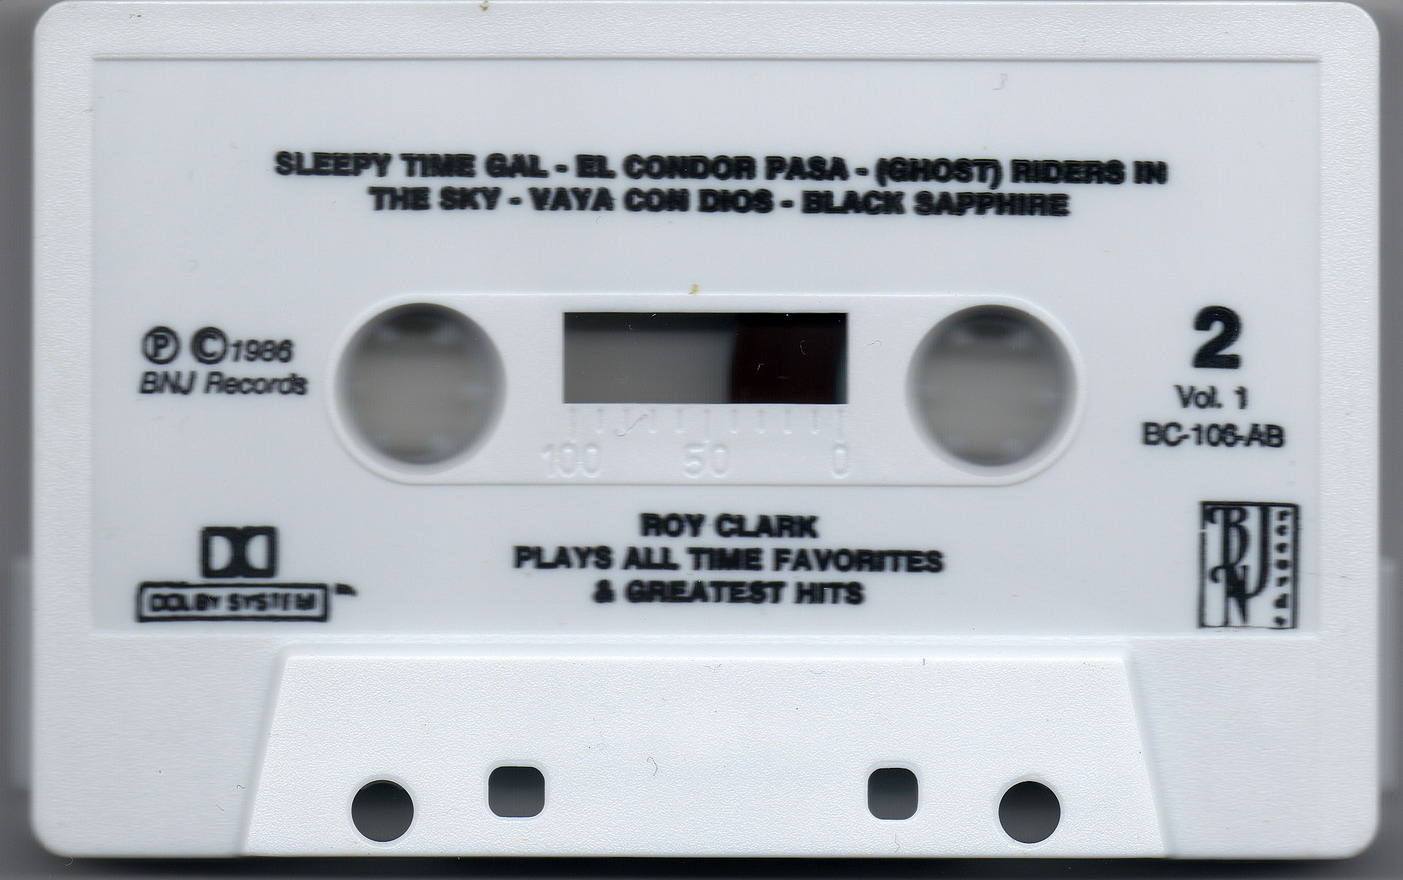 SLEEPY TIME GAL - EL CONDOR PASA - (GHOST) RIDERS IN
THE SKY - VAYA CON DIOS - BLACK SAPPHIRE
Ⓟ ©1986
BNJ Records
2
Vol. 1
BC-106-AB
100 50 0
ROY CLARK
PLAYS ALL TIME FAVORITES
& GREATEST HITS
DOLBY SYSTEM
BNJ records